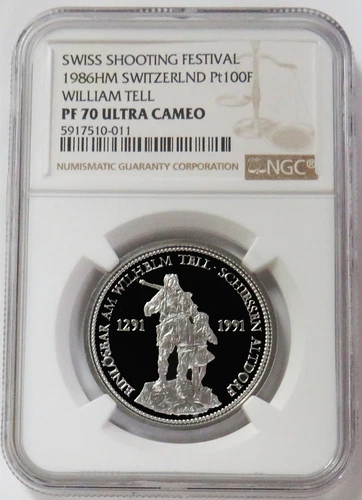 SWISS SHOOTING FESTIVAL
1986HM SWITZERLND Pt100F
WILLIAM TELL
PF 70 ULTRA CAMEO
5917510-011
NUMISMATIC GUARANTY CORPORATION
NGC®
EINLÖSBAR AM WILHELM TELL-SCHIESSEN ALTDORF
1291 1991